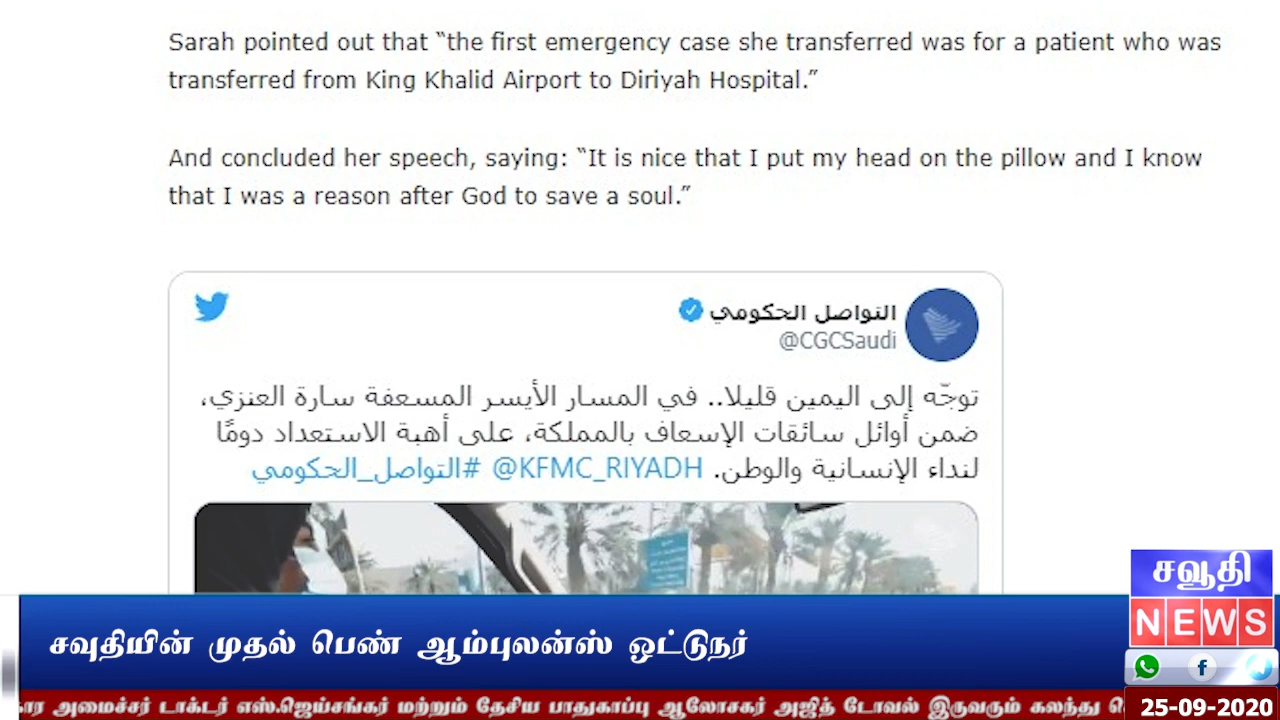 Sarah pointed out that “the first emergency case she transferred was for a patient who was
transferred from King Khalid Airport to Diriyah Hospital.”
And concluded her speech, saying: “It is nice that I put my head on the pillow and I know
that I was a reason after God to save a soul.”
التواصل الحكومي
@CGCSaudi
توجّه إلى اليمين قليلا.. في المسار الأيسر المسعفة سارة العنزي،
ضمن أوائل سائقات الإسعاف بالمملكة، على أهبة الاستعداد دومًا
لنداء الإنسانية والوطن. @KFMC_RIYADH #التواصل_الحكومي
சவூதி
NEWS
சவுதியின் முதல் பெண் ஆம்புலன்ஸ் ஒட்டுநர்
அமைச்சர் டாக்டர் எஸ்.ஜெய்சங்கர் மற்றும் தேசிய பாதுகாப்பு ஆலோசகர் அஜித் டோவல் இருவரும் கலந்து
25-09-2020